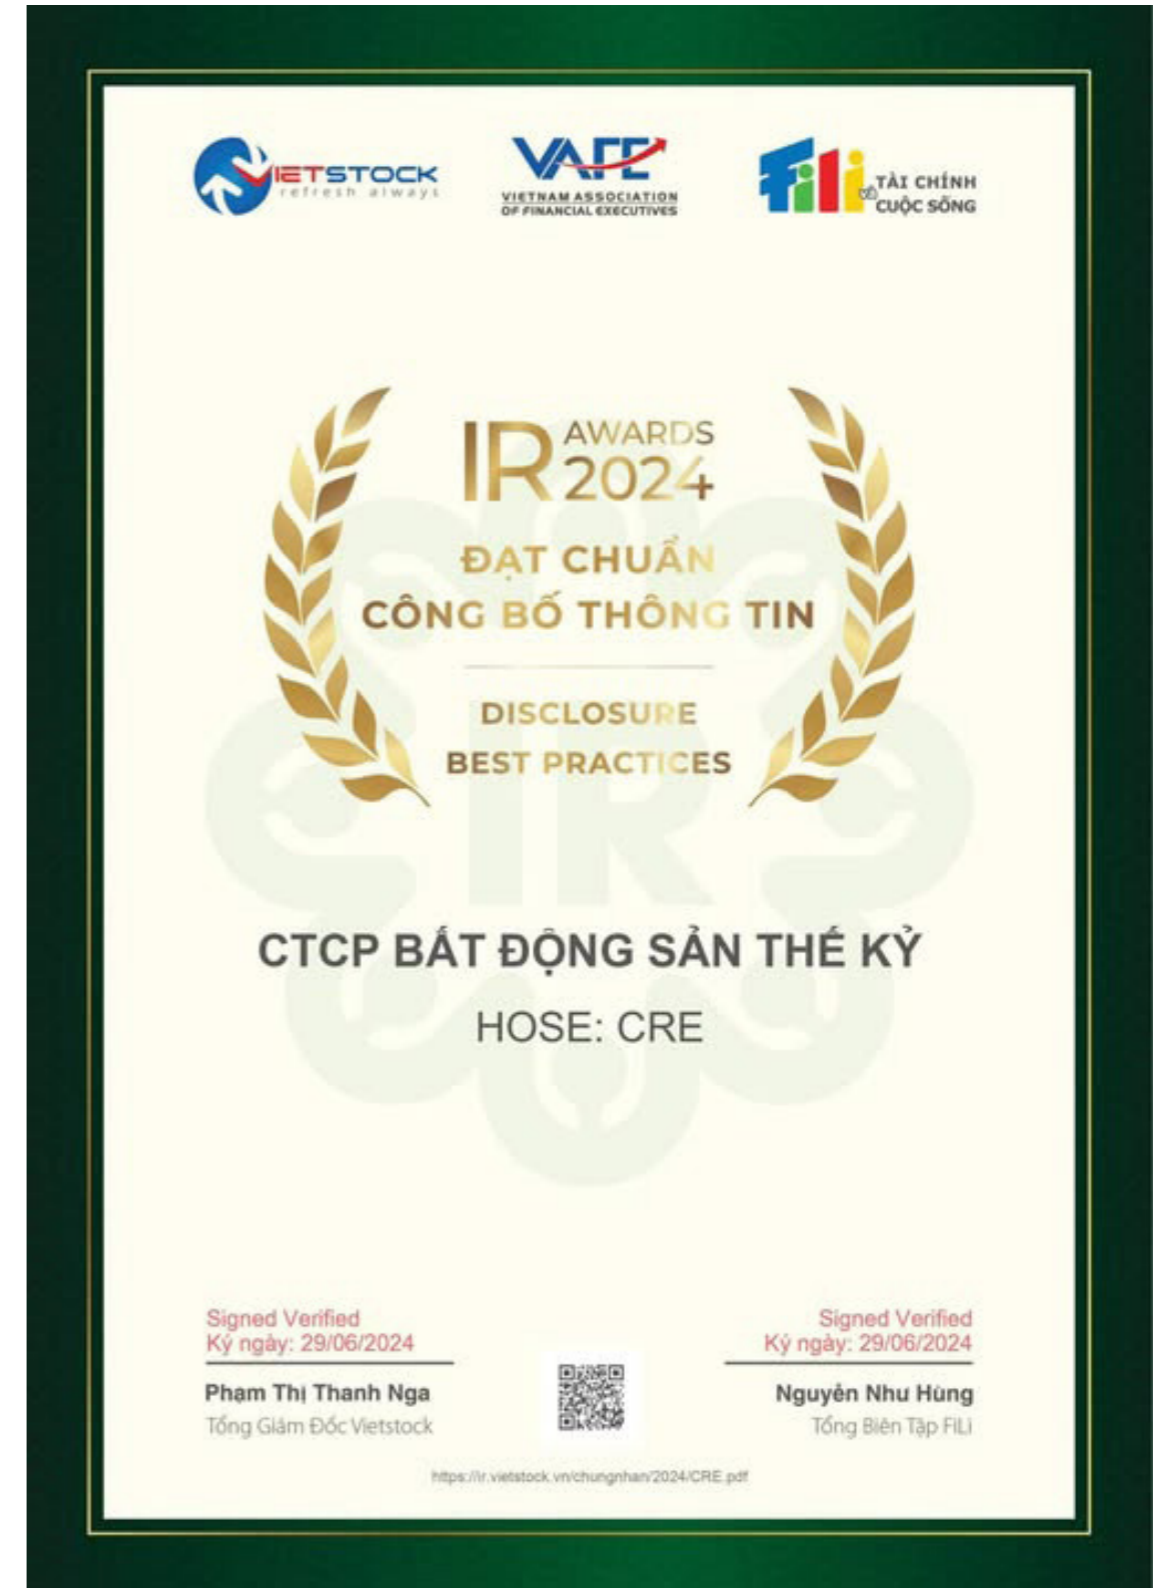 VIETSTOCK
refresh always
VAFE
VIETNAM ASSOCIATION
OF FINANCIAL EXECUTIVES
FiLi
và
TÀI CHÍNH
CUỘC SỐNG
IR AWARDS
2024
ĐẠT CHUẨN
CÔNG BỐ THÔNG TIN
DISCLOSURE
BEST PRACTICES
IR
CTCP BẤT ĐỘNG SẢN THẾ KỶ
HOSE: CRE
Signed Verified
Ký ngày: 29/06/2024
Phạm Thị Thanh Nga
Tổng Giám Đốc Vietstock
Signed Verified
Ký ngày: 29/06/2024
Nguyễn Như Hùng
Tổng Biên Tập FiLi
https://ir.vietstock.vn/chungnhan/2024/CRE.pdf